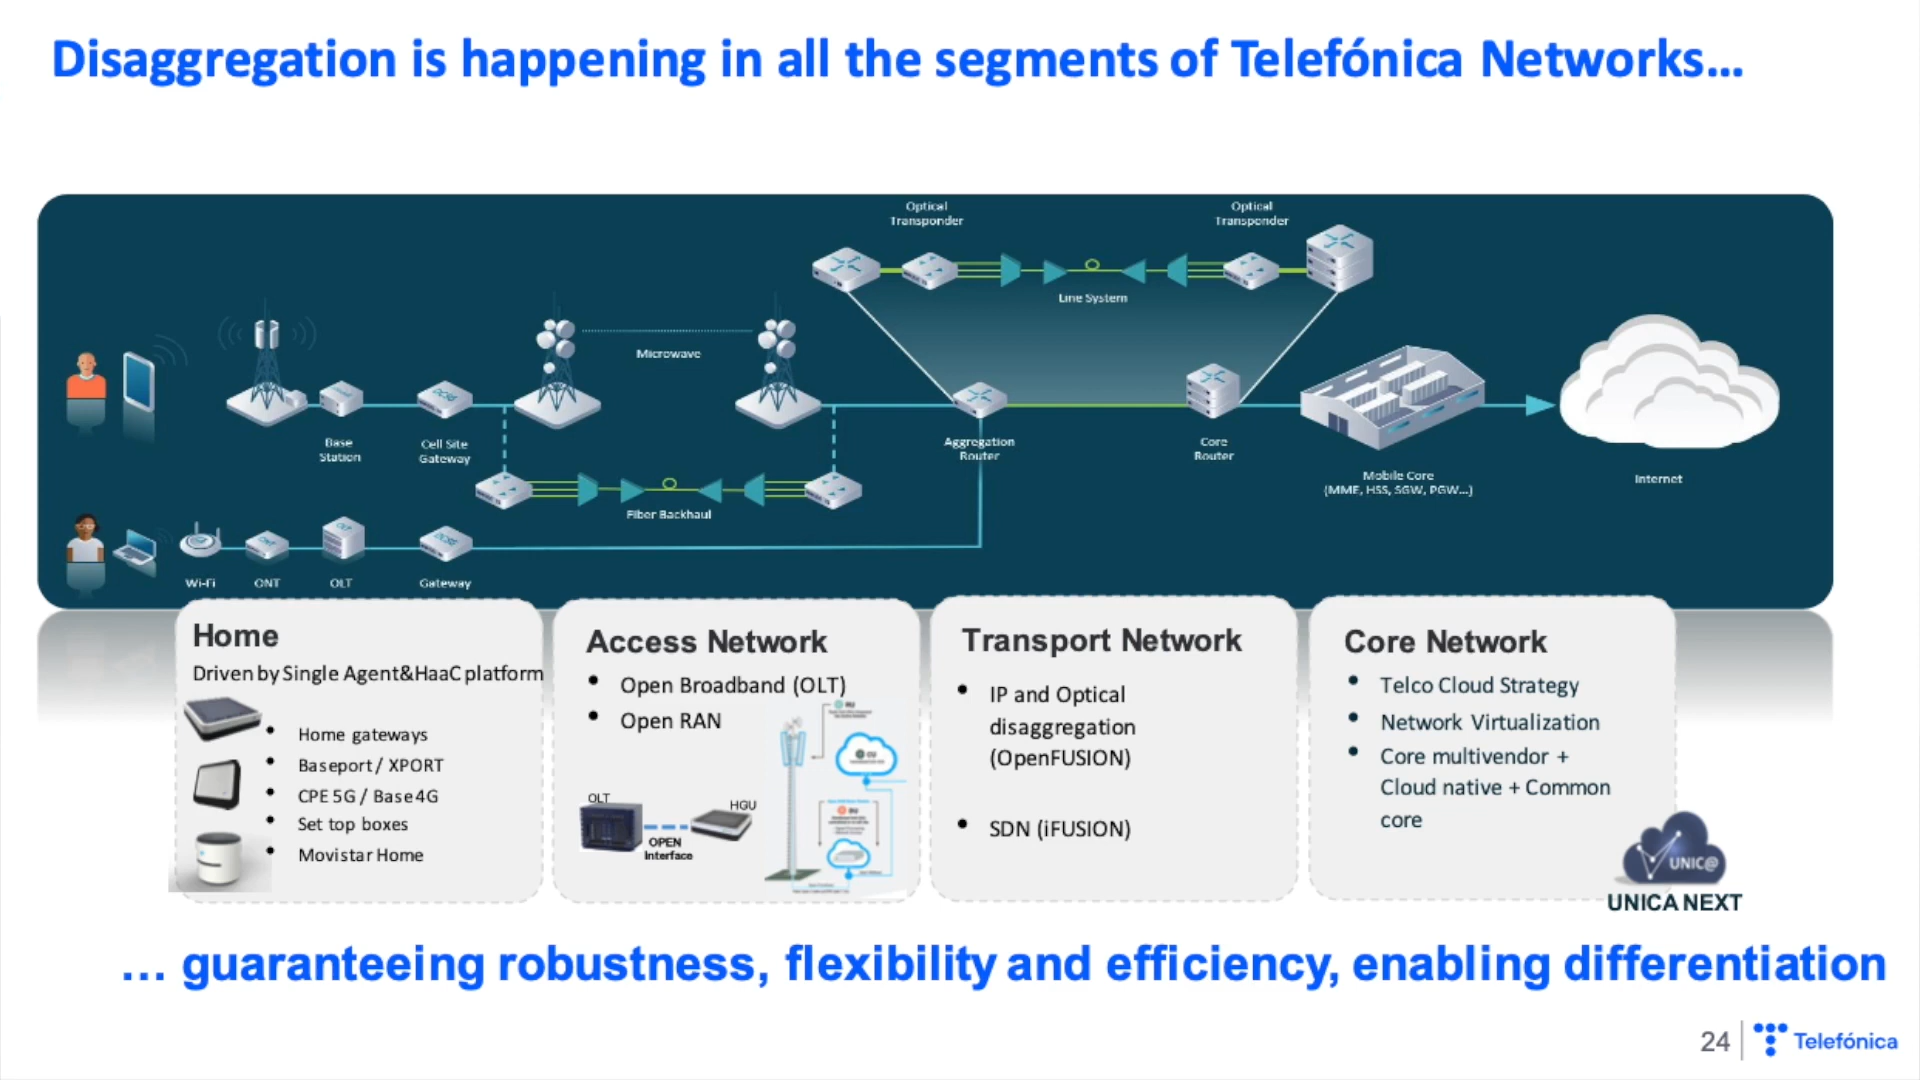 Disaggregation is happening in all the segments of Telefónica Networks...
Optical
Transponder
Optical
Transponder
Line System
Microwave
Base
Station
Cell Site
Gateway
Aggregation
Router
Core
Router
Mobile Core
(MME, HSS, SGW, PGW...)
Internet
Fiber Backhaul
Wi-Fi
ONT
OLT
Gateway
Home
Driven by Single Agent&HaaC platform
• Home gateways
• Baseport / XPORT
• CPE 5G / Base 4G
• Set top boxes
• Movistar Home
Access Network
• Open Broadband (OLT)
• Open RAN
OLT
HGU
OPEN
Interface
Transport Network
• IP and Optical
disaggregation
(OpenFUSION)
• SDN (iFUSION)
Core Network
• Telco Cloud Strategy
• Network Virtualization
• Core multivendor +
Cloud native + Common
core
UNIC@
UNICA NEXT
... guaranteeing robustness, flexibility and efficiency, enabling differentiation
24
Telefónica